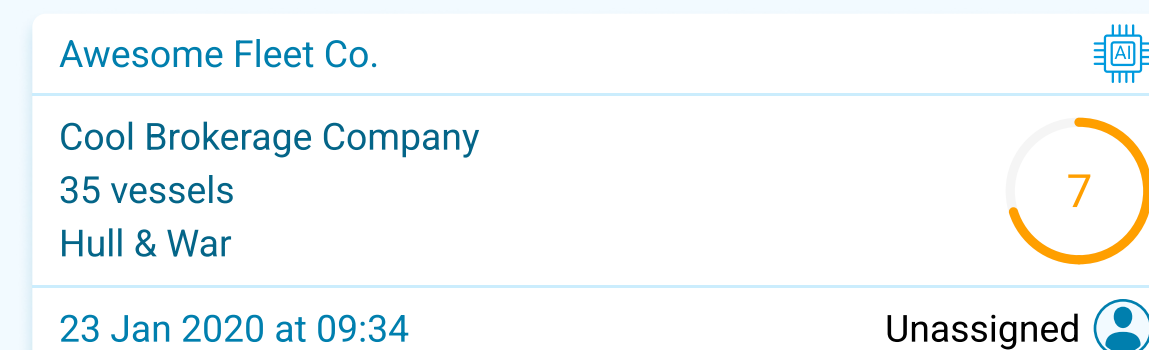 Awesome Fleet Co.
AI
Cool Brokerage Company
35 vessels
7
Hull & War
23 Jan 2020 at 09:34
Unassigned